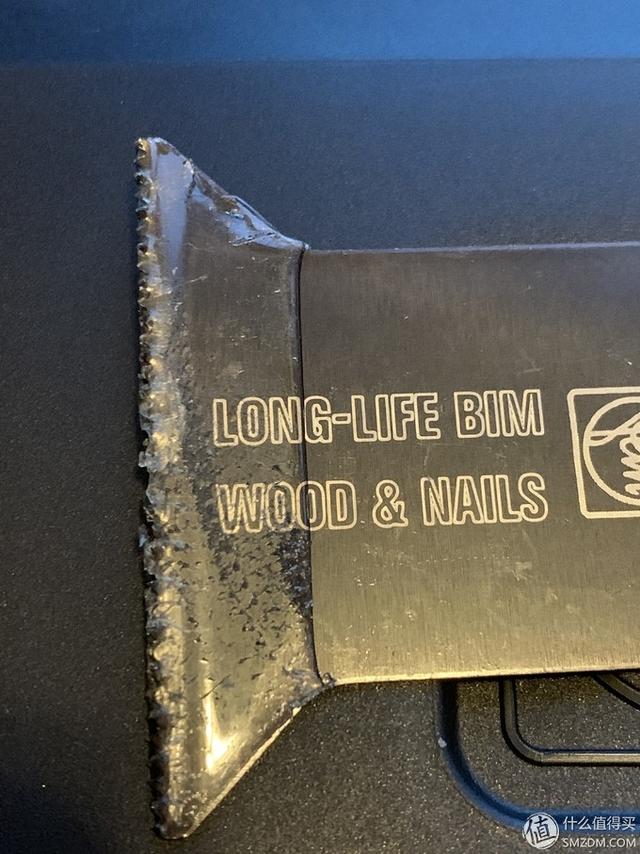 LONG-LIFE BIM
WOOD & NAILS
值 什么值得买
SMZDM.COM